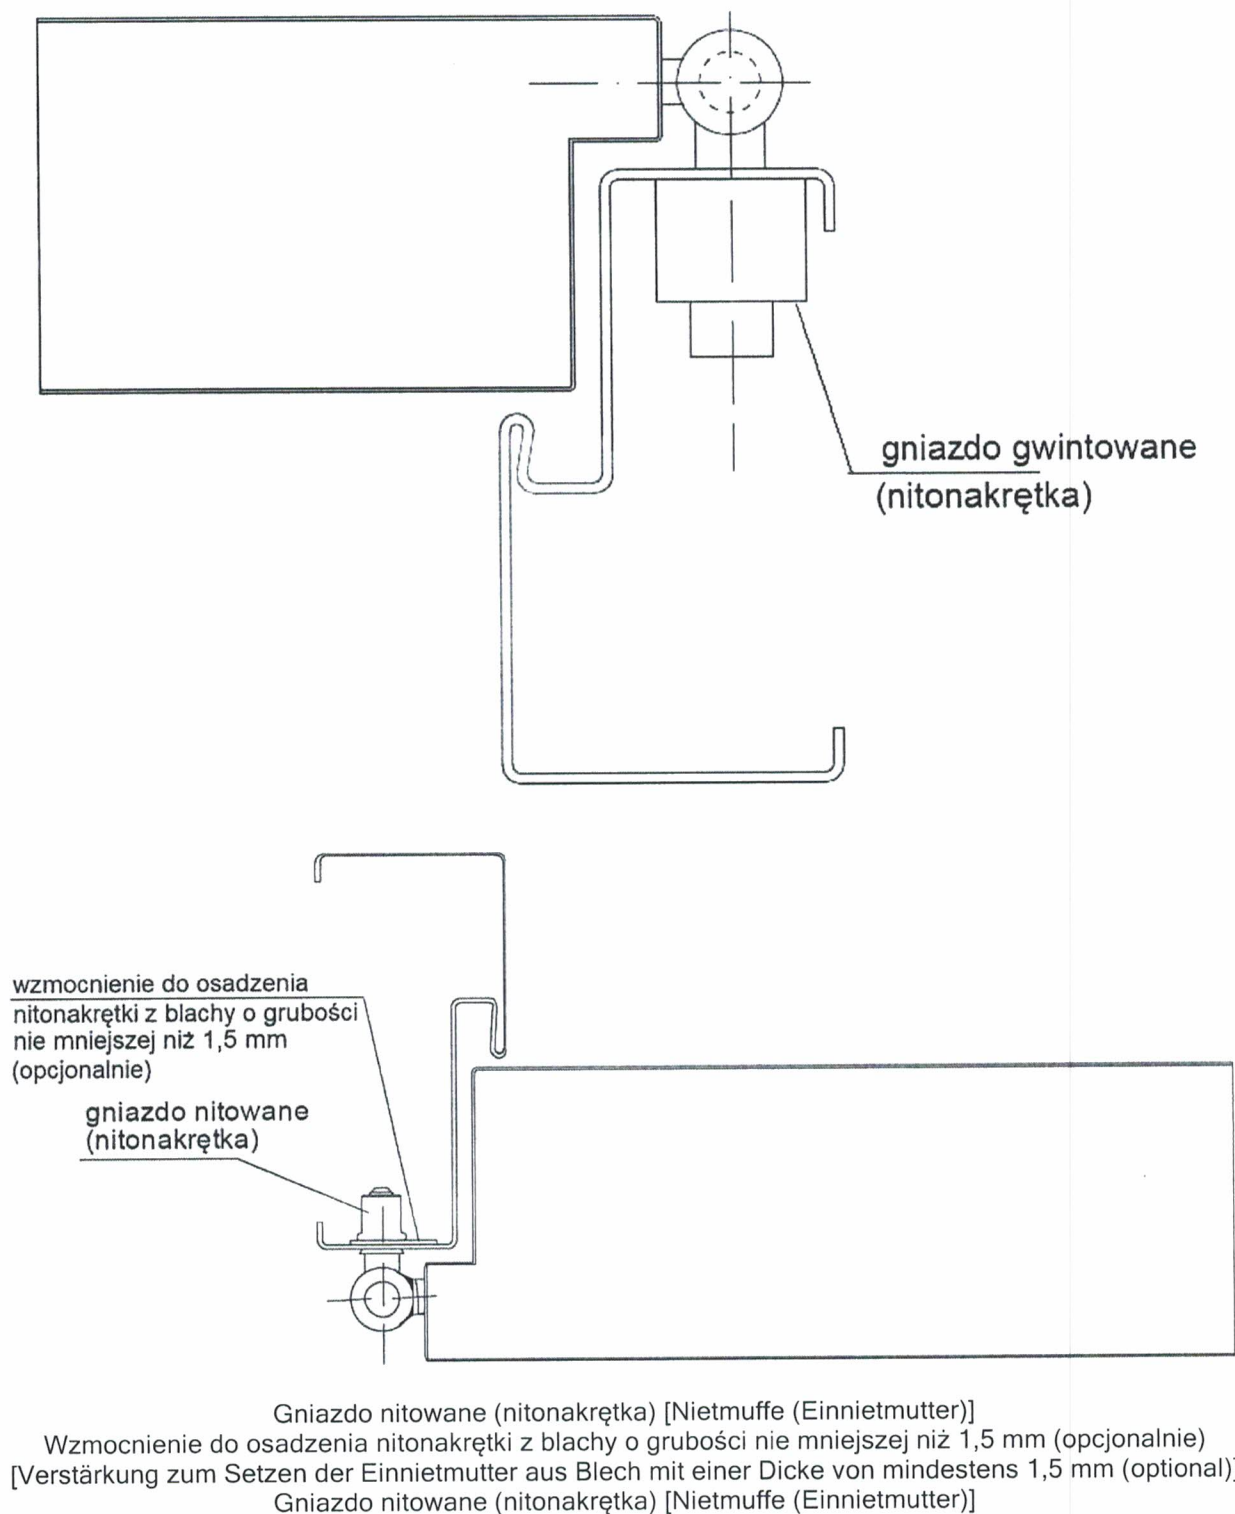 gniazdo gwintowane
(nitonakrętka)
wzmocnienie do osadzenia
nitonakrętki z blachy o grubości
nie mniejszej niż 1,5 mm
(opcjonalnie)
gniazdo nitowane
(nitonakrętka)
Gniazdo nitowane (nitonakrętka) [Nietmuffe (Einnietmutter)]
Wzmocnienie do osadzenia nitonakrętki z blachy o grubości nie mniejszej niż 1,5 mm (opcjonalnie)
[Verstärkung zum Setzen der Einnietmutter aus Blech mit einer Dicke von mindestens 1,5 mm (optional)]
Gniazdo nitowane (nitonakrętka) [Nietmuffe (Einnietmutter)]